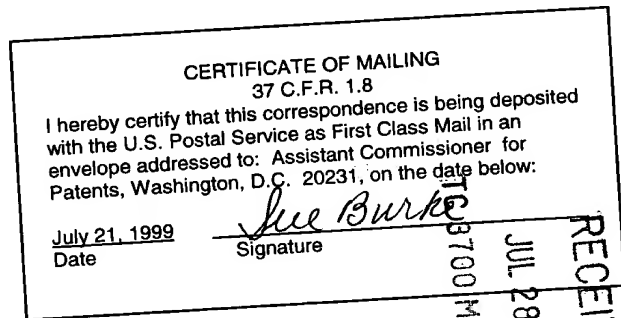 CERTIFICATE OF MAILING
37 C.F.R. 1.8
I hereby certify that this correspondence is being deposited
with the U.S. Postal Service as First Class Mail in an
envelope addressed to: Assistant Commissioner for
Patents, Washington, D.C. 20231, on the date below:
July 21, 1999 Sue Burke
Date Signature
TC 3700 M
JUL 28
RECEI